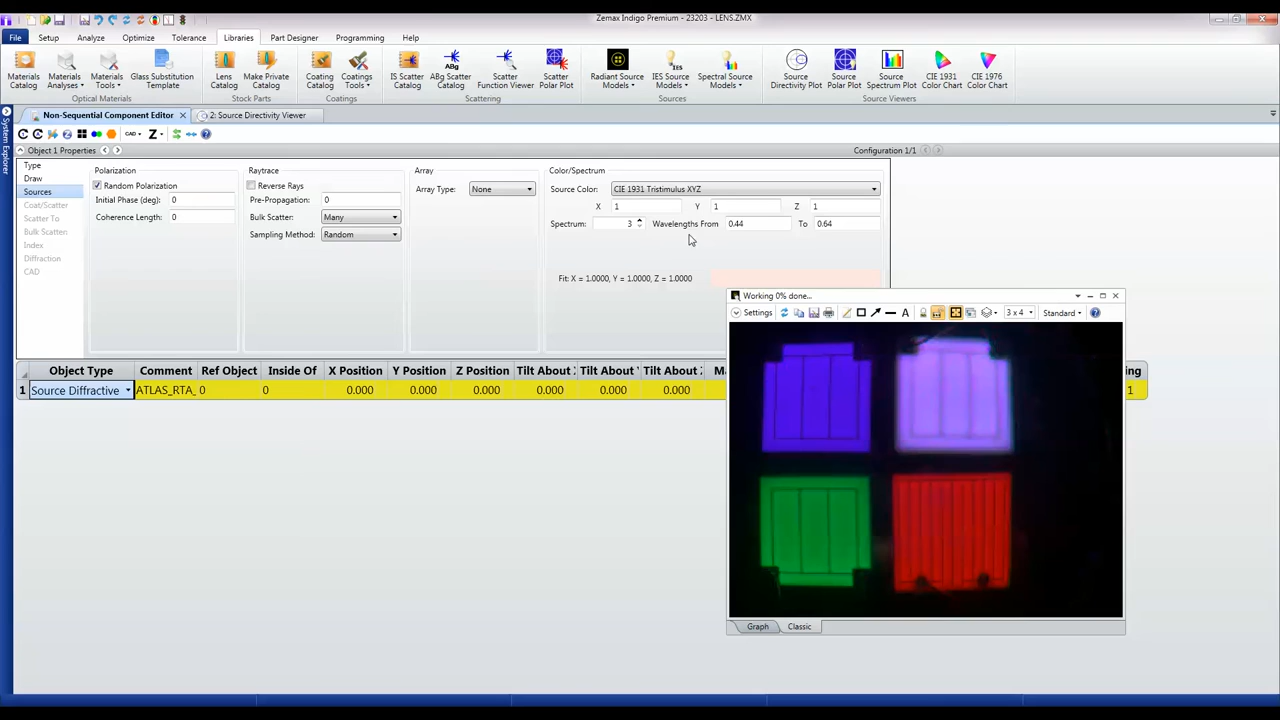 Zemax Indigo Premium - 23203 - LENS.ZMX
File Setup Analyze Optimize Tolerance Libraries Part Designer Programming Help
Materials Catalog
Materials Analyses
Materials Tools
Glass Substitution Template
Lens Catalog
Make Private Catalog
Coating Catalog
Coatings Tools
IS Scatter Catalog
ABg Scatter Catalog
Scatter Function Viewer
Scatter Polar Plot
Radiant Source Models
IES Source Models
Spectral Source Models
Source Directivity Plot
Source Polar Plot
Source Spectrum Plot
CIE 1931 Color Chart
CIE 1976 Color Chart
Optical Materials Stock Parts Coatings Scattering Sources Source Viewers
System Explorer
Non-Sequential Component Editor 2: Source Directivity Viewer
CAD Z
Object 1 Properties Configuration 1/1
Type
Draw
Sources
Coat/Scatter
Scatter To
Bulk Scatter
Index
Diffraction
CAD
Polarization
Random Polarization
Initial Phase (deg): 0
Coherence Length: 0
Raytrace
Reverse Rays
Pre-Propagation: 0
Bulk Scatter: Many
Sampling Method: Random
Array
Array Type: None
Color/Spectrum
Source Color: CIE 1931 Tristimulus XYZ
X 1 Y 1 Z 1
Spectrum: 3 Wavelengths From 0.44 To 0.64
Fit: X = 1.0000, Y = 1.0000, Z = 1.0000
Working 0% done...
Settings A 3 x 4 Standard
Graph Classic
Object Type Comment Ref Object Inside Of X Position Y Position Z Position Tilt About Tilt About Tilt About
1 Source Diffractive ATLAS_RTA_ 0 0 0.000 0.000 0.000 0.000 0.000 0.000 1